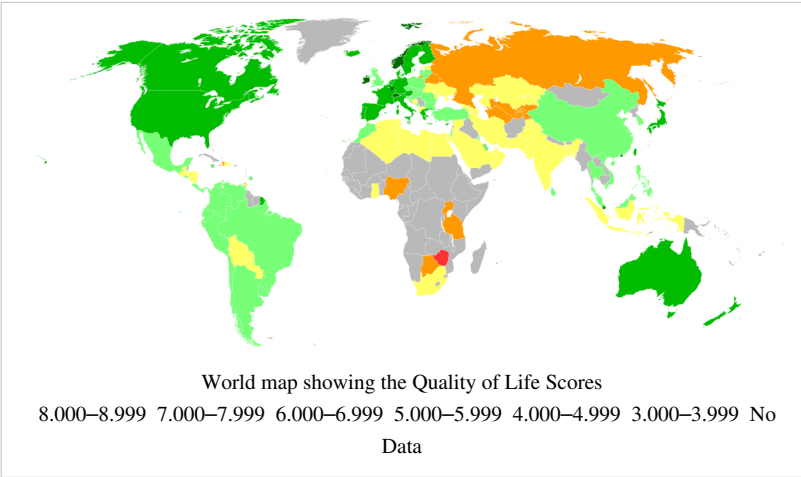 World map showing the Quality of Life Scores
8.000–8.999 7.000–7.999 6.000–6.999 5.000–5.999 4.000–4.999 3.000–3.999 No
Data